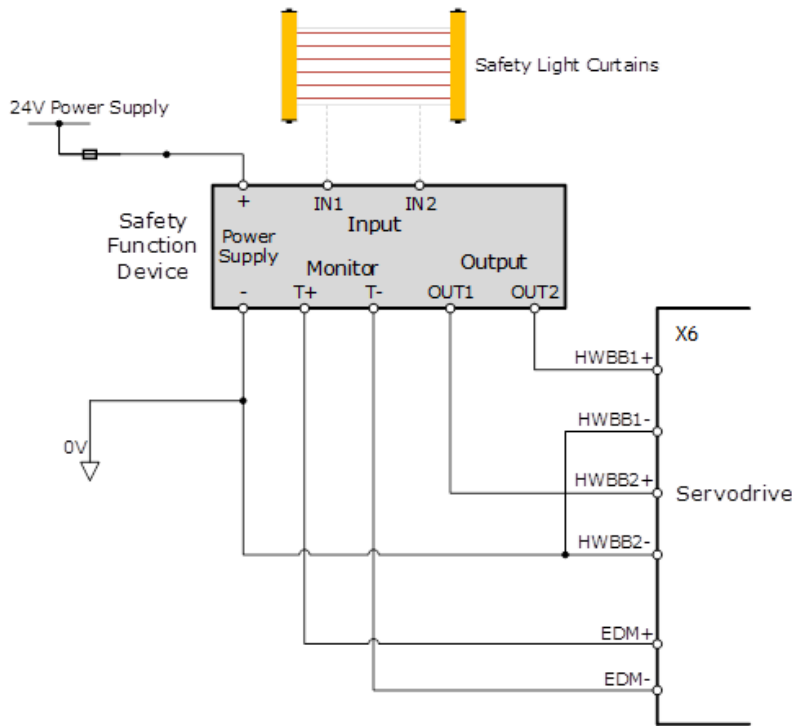 Safety Light Curtains
24V Power Supply
+
IN1
IN2
Input
Safety
Function
Device
Power
Supply
Monitor
Output
-
T+
T-
OUT1
OUT2
X6
HWBB1+
HWBB1-
0V
HWBB2+
Servodrive
HWBB2-
EDM+
EDM-